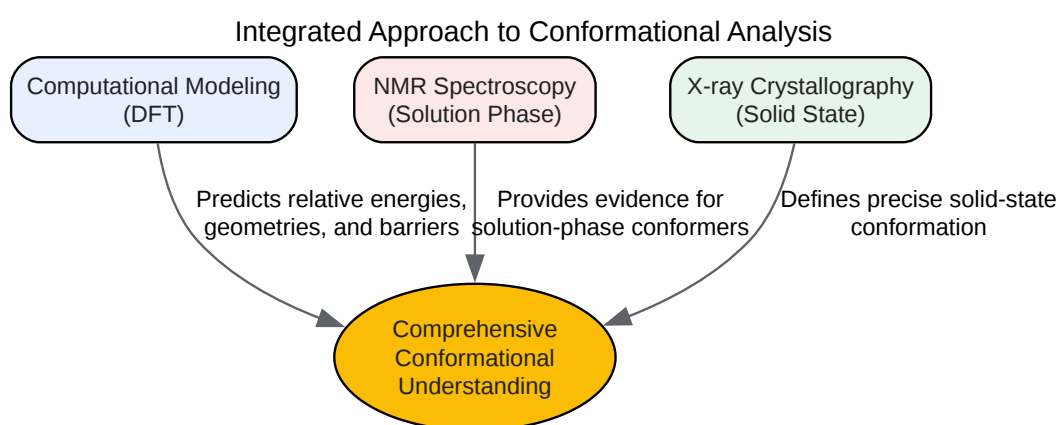 Integrated Approach to Conformational Analysis
Computational Modeling
(DFT)
NMR Spectroscopy
(Solution Phase)
X-ray Crystallography
(Solid State)
Predicts relative energies,
geometries, and barriers
Provides evidence for
solution-phase conformers
Defines precise solid-state
conformation
Comprehensive
Conformational
Understanding